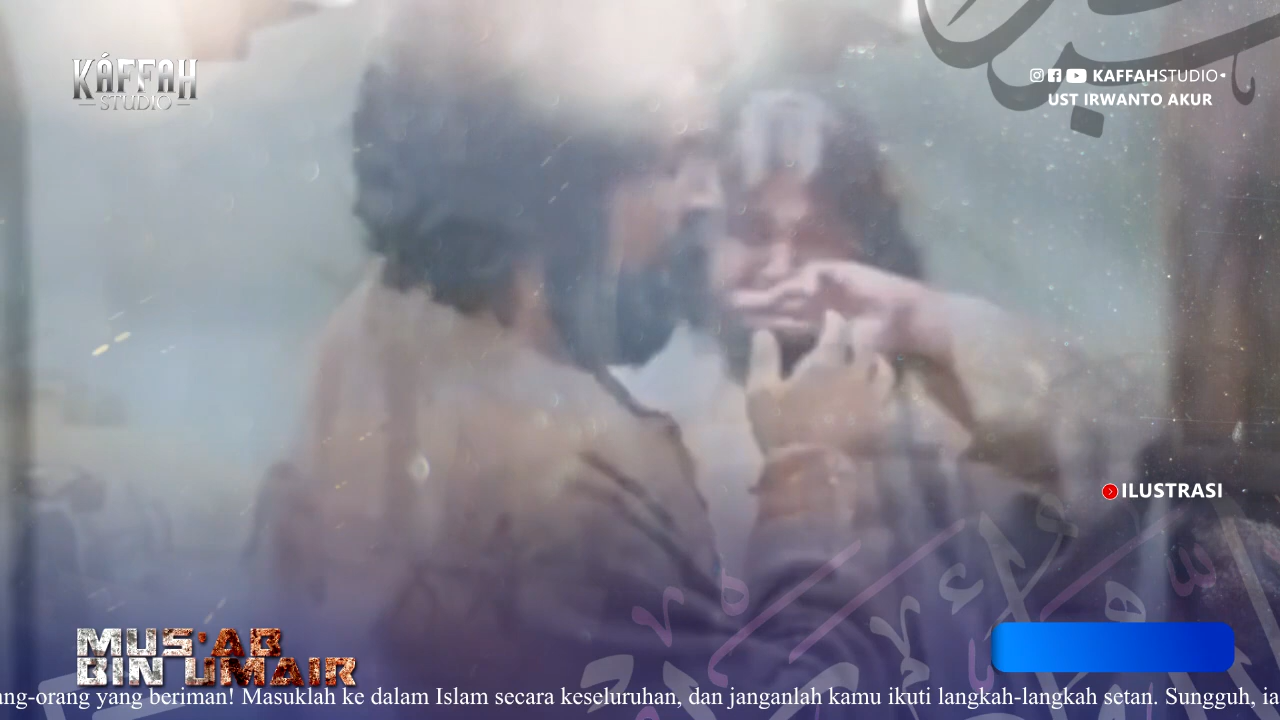 KÁFFAH
STUDIO
KAFFAHSTUDIO
UST IRWANTO AKUR
ILUSTRASI
MUS'AB
BIN UMAIR
ang-orang yang beriman! Masuklah ke dalam Islam secara keseluruhan, dan janganlah kamu ikuti langkah-langkah setan. Sungguh, ia